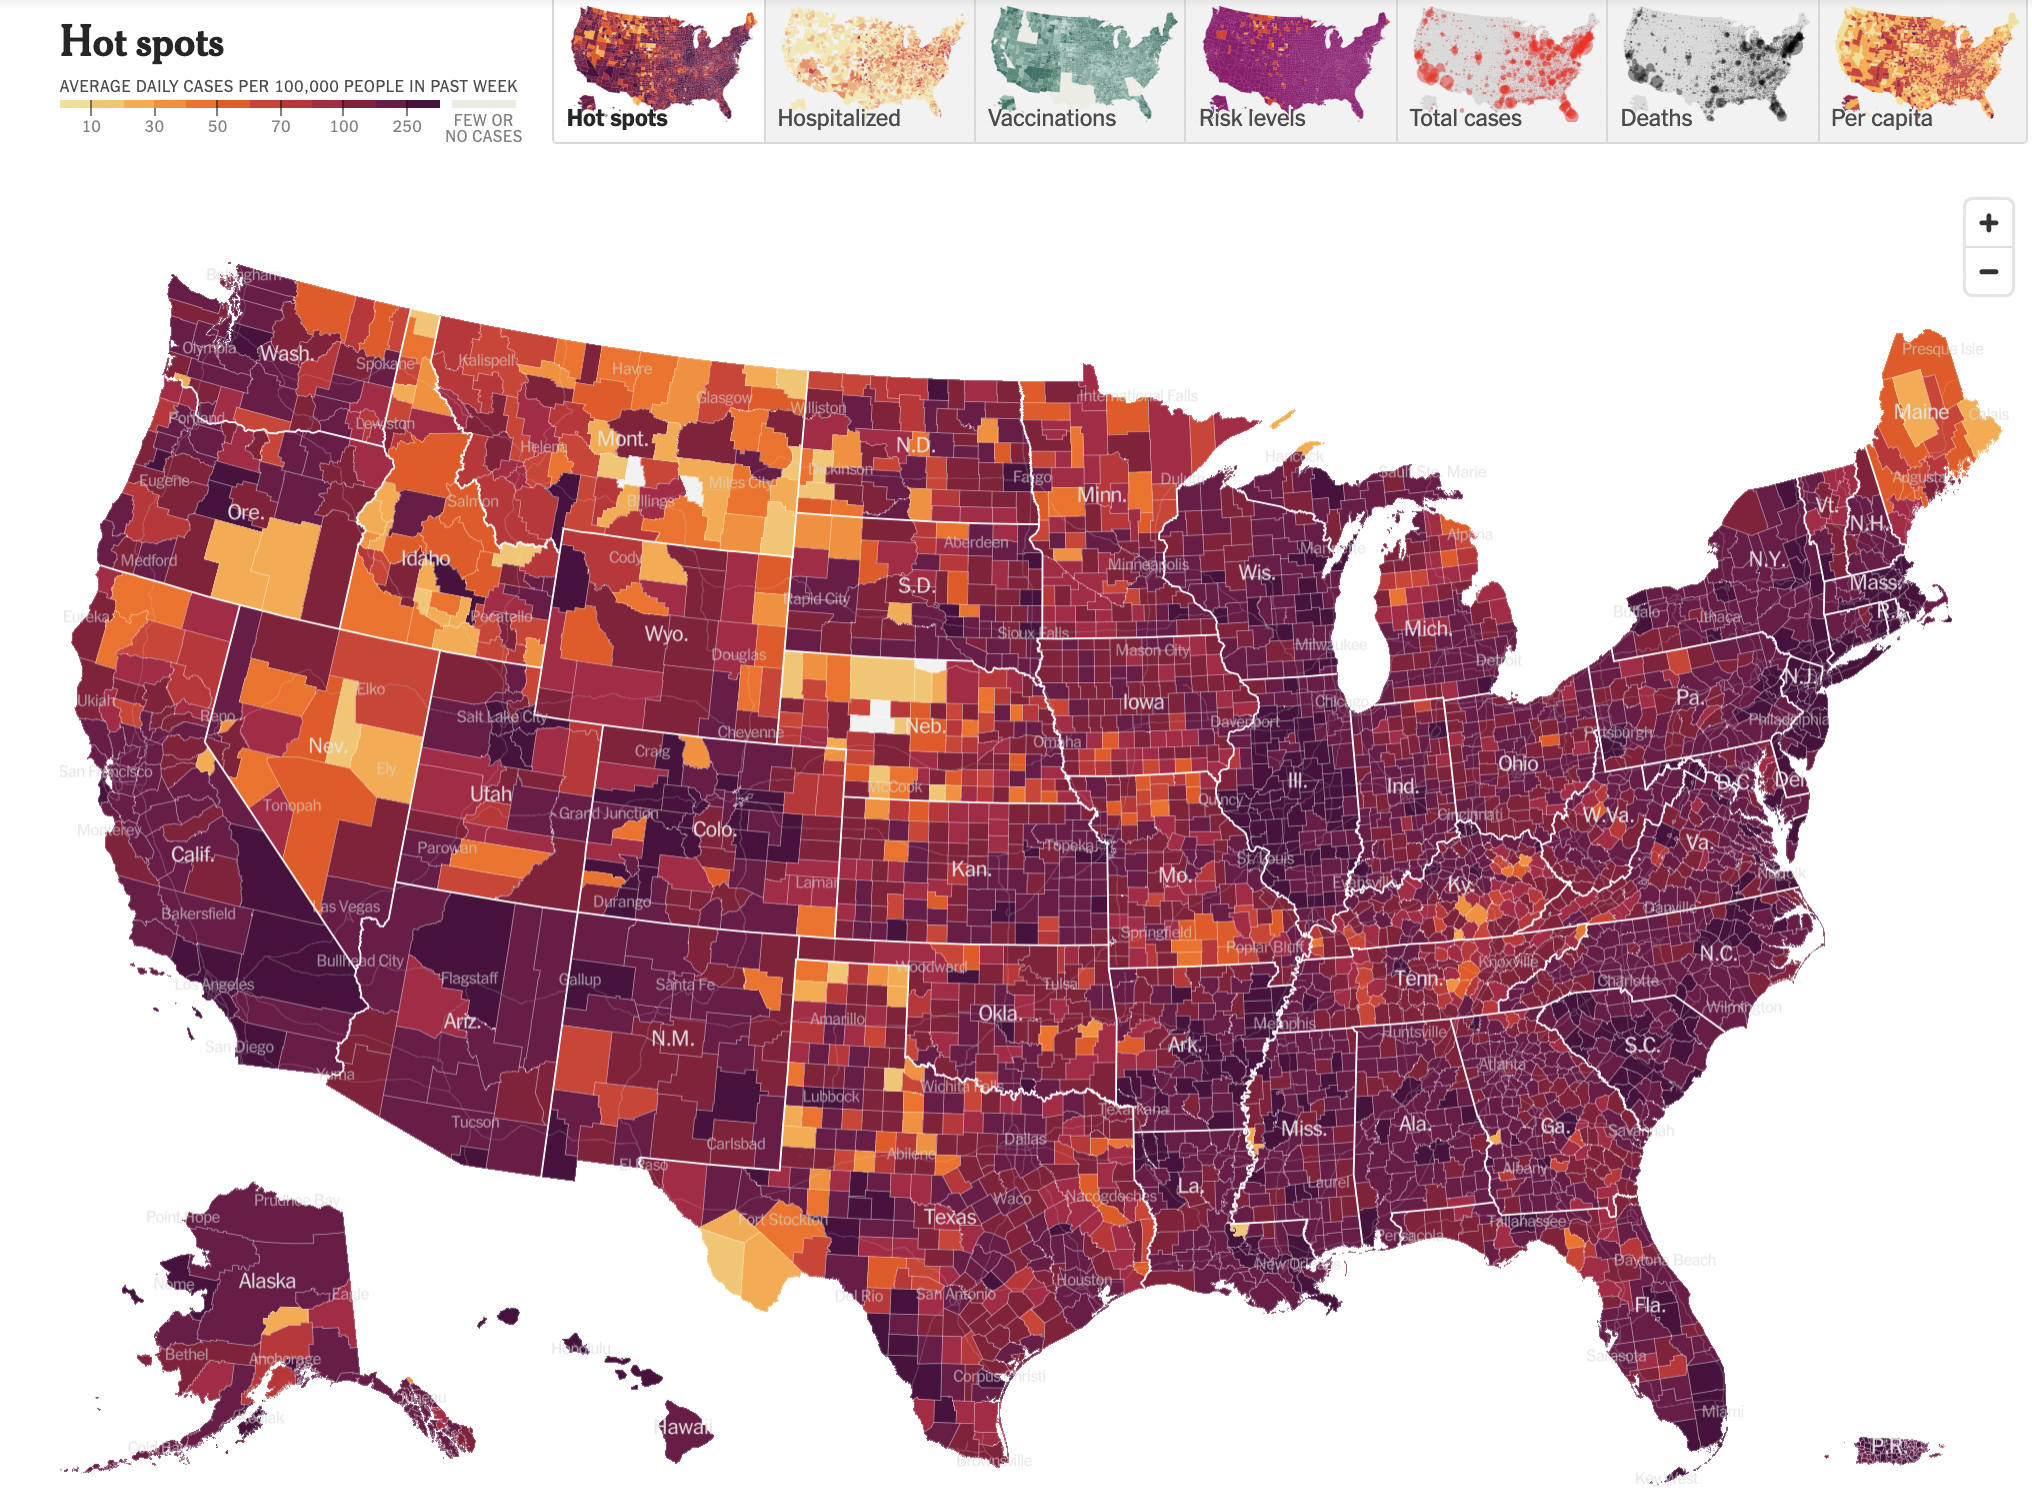 Hot spots
AVERAGE DAILY CASES PER 100,000 PEOPLE IN PAST WEEK
10 30 50 70 100 250 FEW OR
NO CASES
Hot spots
Hospitalized
Vaccinations
Risk levels
Total cases
Deaths
Per capita
+
−
Bellingham
Olympia
Wash.
Spokane
Kalispell
Havre
Glasgow
Williston
International Falls
Presque Isle
Portland
Lewiston
Helena
Mont.
Miles City
Dickinson
N.D.
Fargo
Minn.
Duluth
Hancock
Sault Ste. Marie
Maine
Calais
Augusta
Eugene
Ore.
Salmon
Billings
Vt.
N.H.
Medford
Idaho
Cody
Aberdeen
Minneapolis
Wis.
Marinette
Alpena
N.Y.
Mass.
R.I.
Eureka
Pocatello
Wyo.
Rapid City
S.D.
Sioux Falls
Milwaukee
Mich.
Buffalo
Ithaca
Douglas
Mason City
Detroit
Ukiah
Reno
Elko
Salt Lake City
Cheyenne
Neb.
Omaha
Iowa
Davenport
Chicago
Pa.
N.J.
Philadelphia
San Francisco
Nev.
Ely
Craig
McCook
Quincy
Ill.
Ind.
Ohio
Pittsburgh
D.C.
Del.
Tonopah
Utah
Grand Junction
Colo.
Topeka
Cincinnati
W.Va.
Va.
Monterey
Calif.
Parowan
Lamar
Kan.
Mo.
St. Louis
Evansville
Ky.
Norfolk
Bakersfield
Las Vegas
Durango
Springfield
Poplar Bluff
Danville
Bullhead City
Flagstaff
Gallup
Santa Fe
Woodward
Tulsa
Tenn.
Knoxville
Charlotte
N.C.
Los Angeles
Ariz.
N.M.
Amarillo
Okla.
Ark.
Memphis
Huntsville
Wilmington
San Diego
Yuma
Lubbock
Wichita Falls
Texarkana
Atlanta
S.C.
Tucson
Carlsbad
El Paso
Abilene
Dallas
Miss.
Ala.
Ga.
Savannah
Albany
Fort Stockton
Texas
Waco
Nacogdoches
La.
Laurel
Pensacola
Tallahassee
Daytona Beach
Prudhoe Bay
Point Hope
Nome
Alaska
Eagle
Del Rio
San Antonio
Houston
New Orleans
Fla.
Bethel
Anchorage
Juneau
Kodiak
Cold Bay
Honolulu
Hawaii
Corpus Christi
Brownsville
Sarasota
Miami
Key West
P.R.